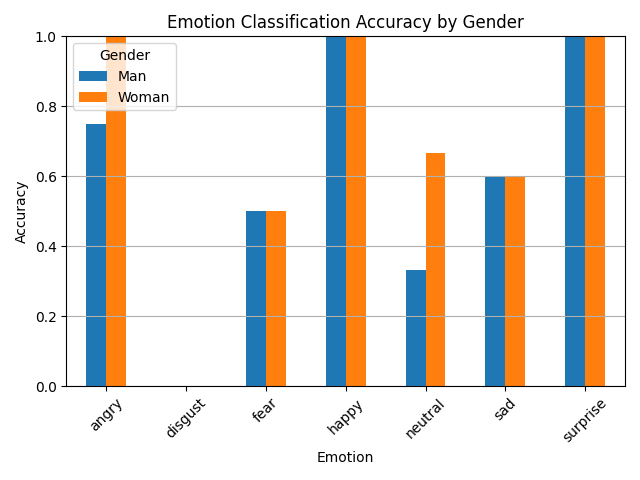 Emotion Classification Accuracy by Gender
Gender
Man
Woman
1.0
0.8
0.6
0.4
0.2
0.0
Accuracy
angry
disgust
fear
happy
neutral
sad
surprise
Emotion